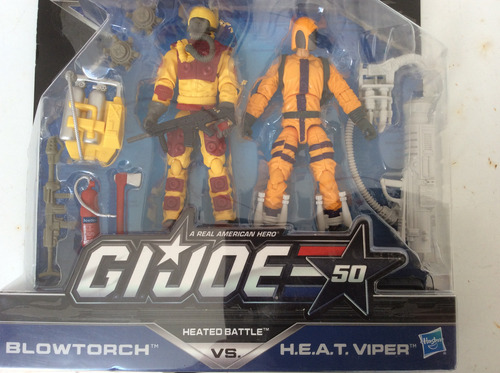 A REAL AMERICAN HERO
G.I.JOE 50
HEATED BATTLE™
BLOWTORCH™ VS. H.E.A.T. VIPER™
Hasbro